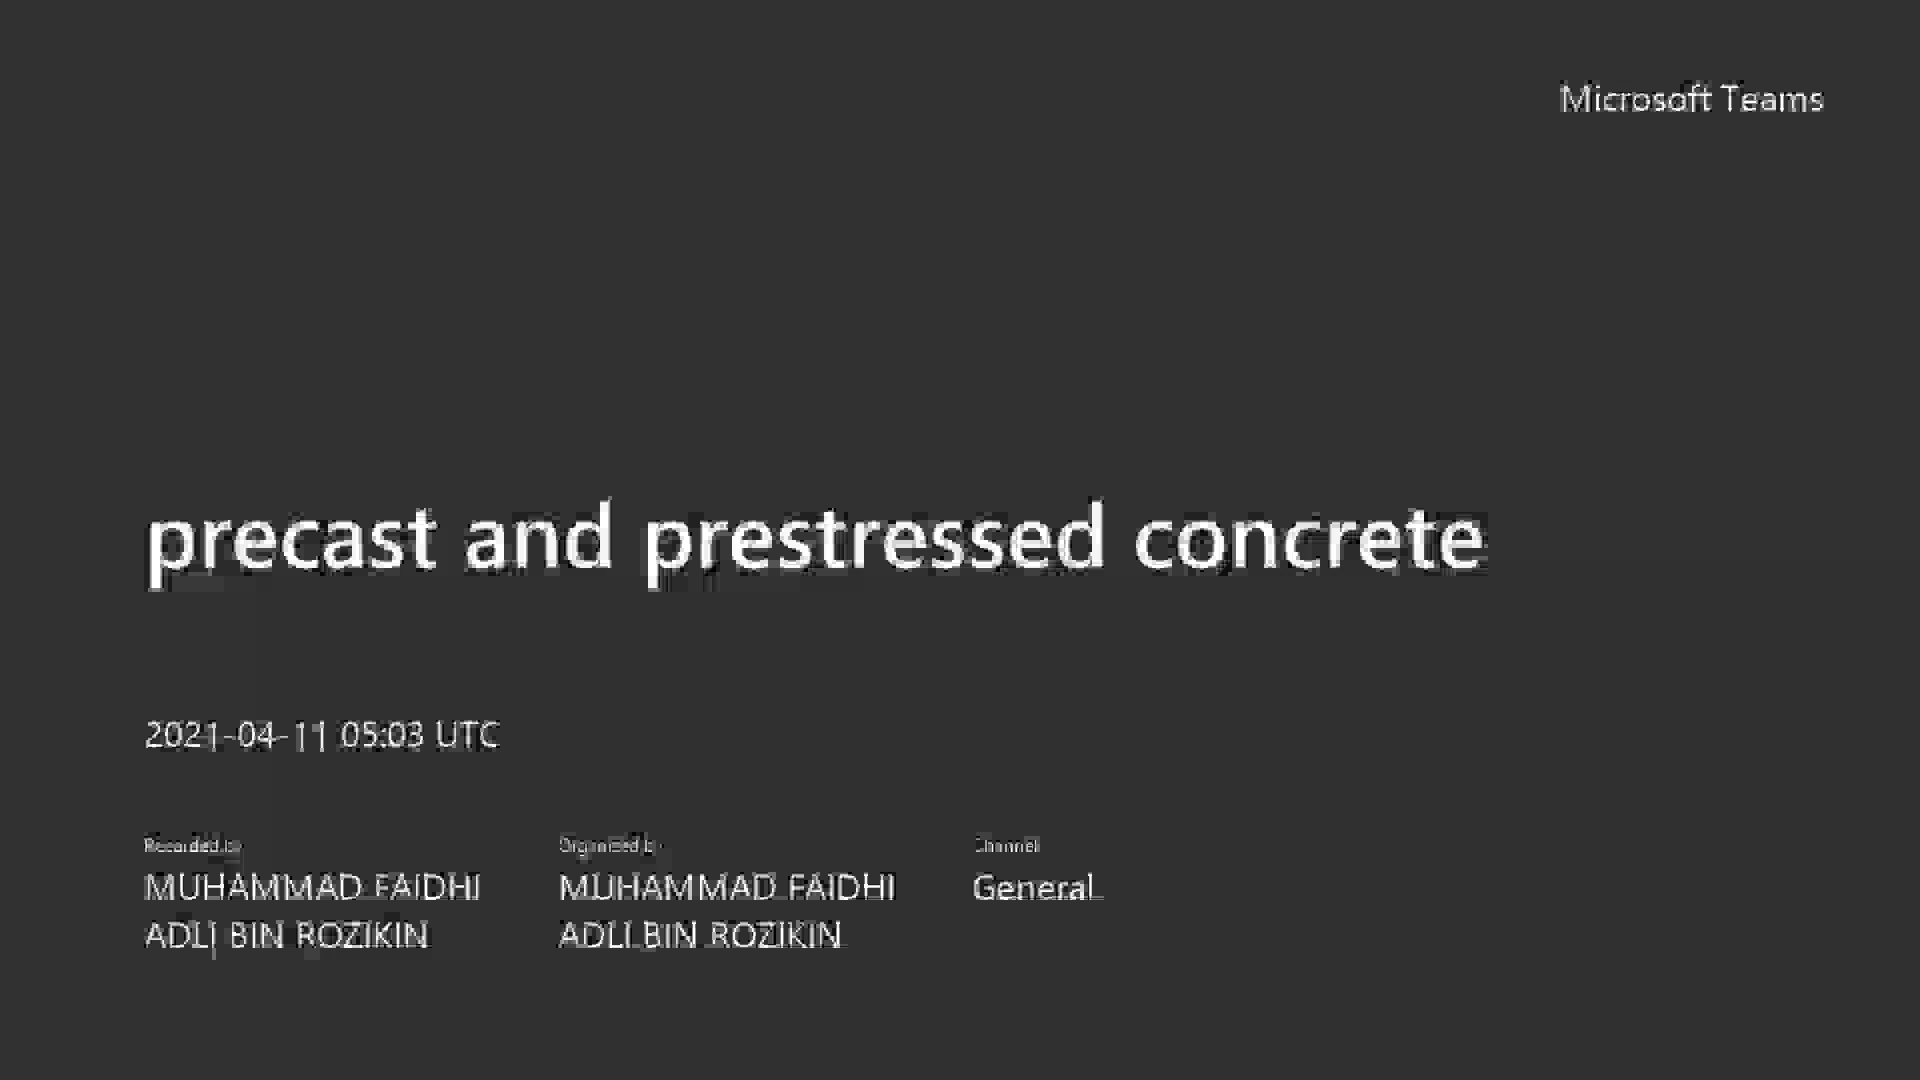 Microsoft Teams
precast and prestressed concrete
2021-04-11 05:03 UTC
Recorded by
Organized by
Channel
MUHAMMAD FAIDHI
MUHAMMAD FAIDHI
General
ADLI BIN ROZIKIN
ADLI BIN ROZIKIN